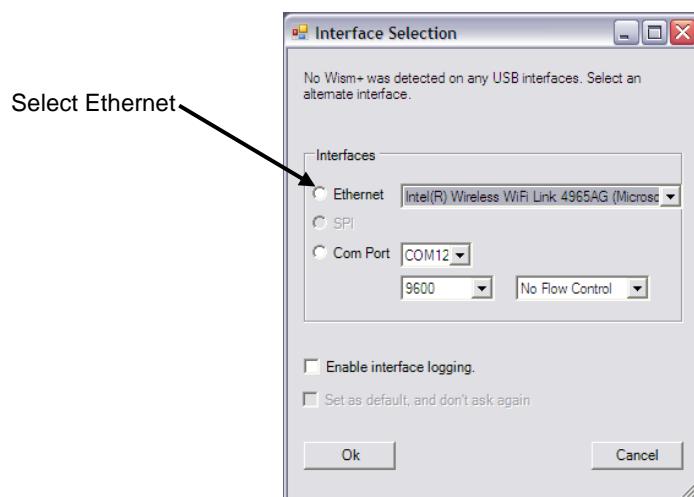 Interface Selection
No Wism+ was detected on any USB interfaces. Select an
alternate interface.
Select Ethernet
Interfaces
Ethernet Intel(R) Wireless WiFi Link 4965AG (Microsc
SPI
Com Port COM12
9600 No Flow Control
Enable interface logging.
Set as default, and don't ask again
Ok Cancel